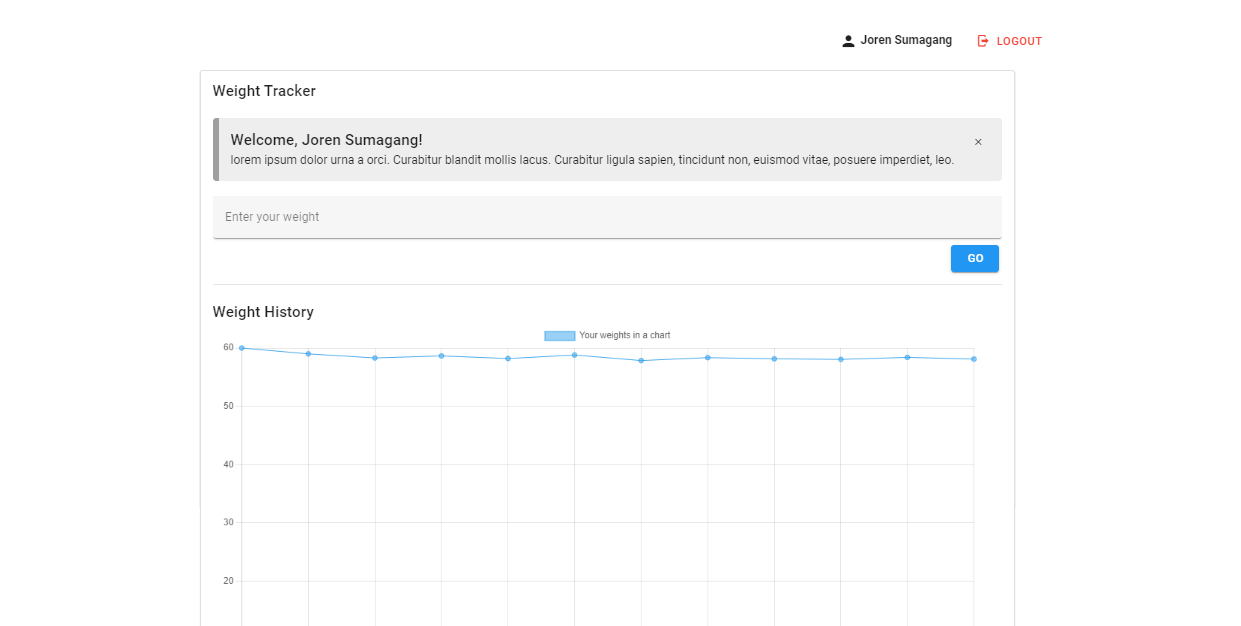 Joren Sumagang LOGOUT
Weight Tracker
Welcome, Joren Sumagang!
lorem ipsum dolor urna a orci. Curabitur blandit mollis lacus. Curabitur ligula sapien, tincidunt non, euismod vitae, posuere imperdiet, leo.
Enter your weight
GO
Weight History
Your weights in a chart
60
50
40
30
20